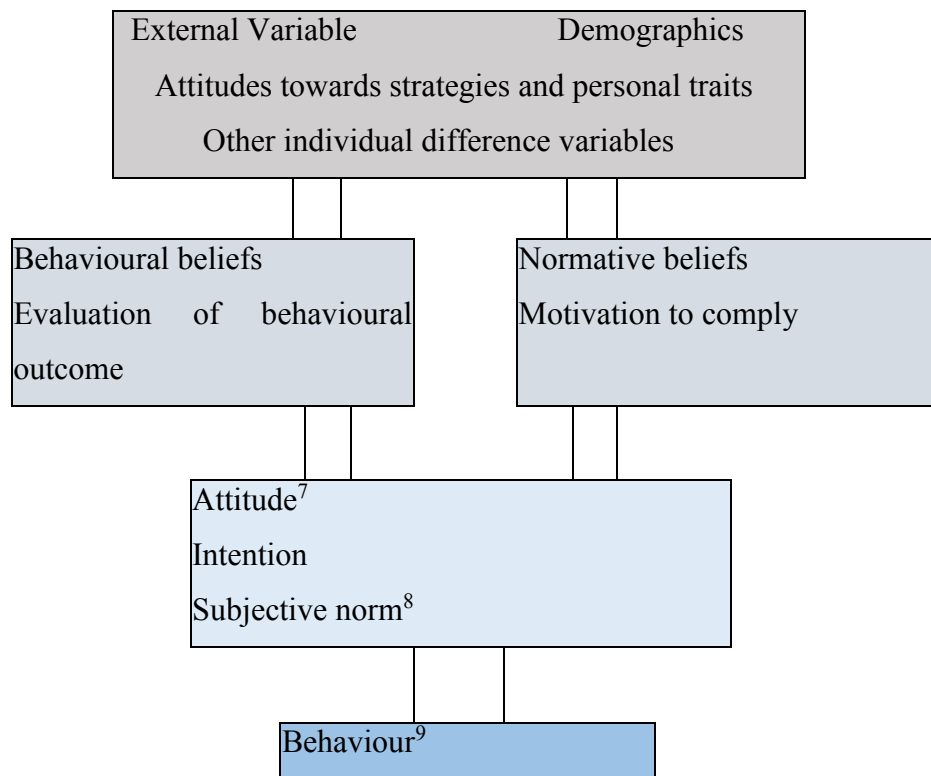 External Variable Demographics
Attitudes towards strategies and personal traits
Other individual difference variables
Behavioural beliefs
Evaluation of behavioural
outcome
Normative beliefs
Motivation to comply
Attitude⁷
Intention
Subjective norm⁸
Behaviour⁹